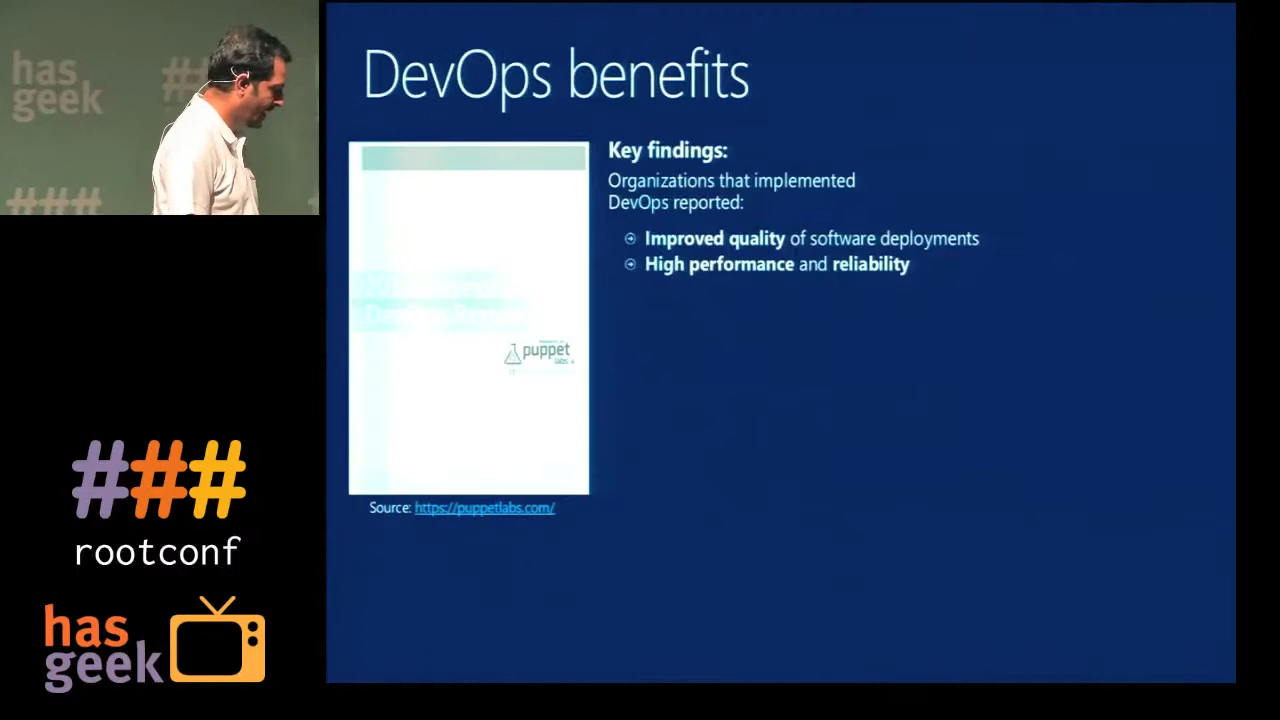 has
geek
##
###
DevOps benefits
Key findings:
Organizations that implemented
DevOps reported:
Improved quality of software deployments
High performance and reliability
puppet
labs
Source: https://puppetlabs.com/
###
rootconf
has
geek